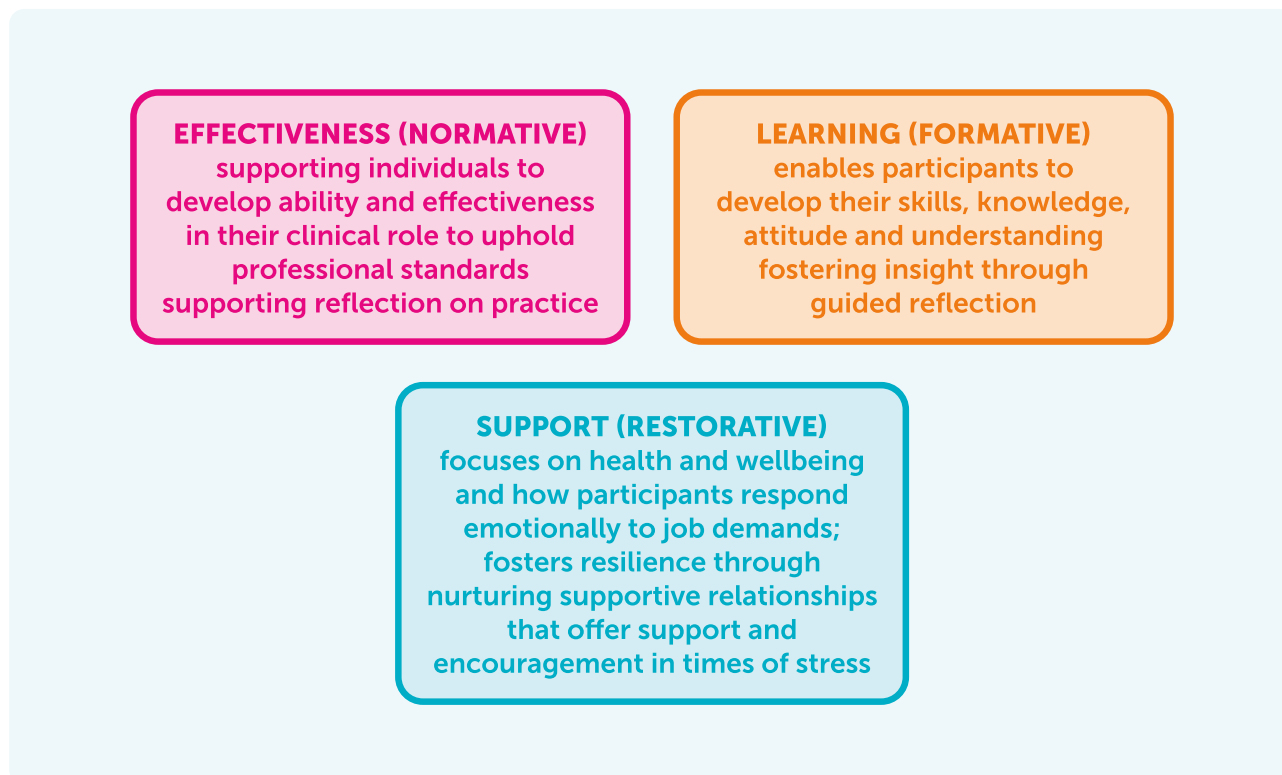 EFFECTIVENESS (NORMATIVE)
supporting individuals to
develop ability and effectiveness
in their clinical role to uphold
professional standards
supporting reflection on practice
LEARNING (FORMATIVE)
enables participants to
develop their skills, knowledge,
attitude and understanding
fostering insight through
guided reflection
SUPPORT (RESTORATIVE)
focuses on health and wellbeing
and how participants respond
emotionally to job demands;
fosters resilience through
nurturing supportive relationships
that offer support and
encouragement in times of stress